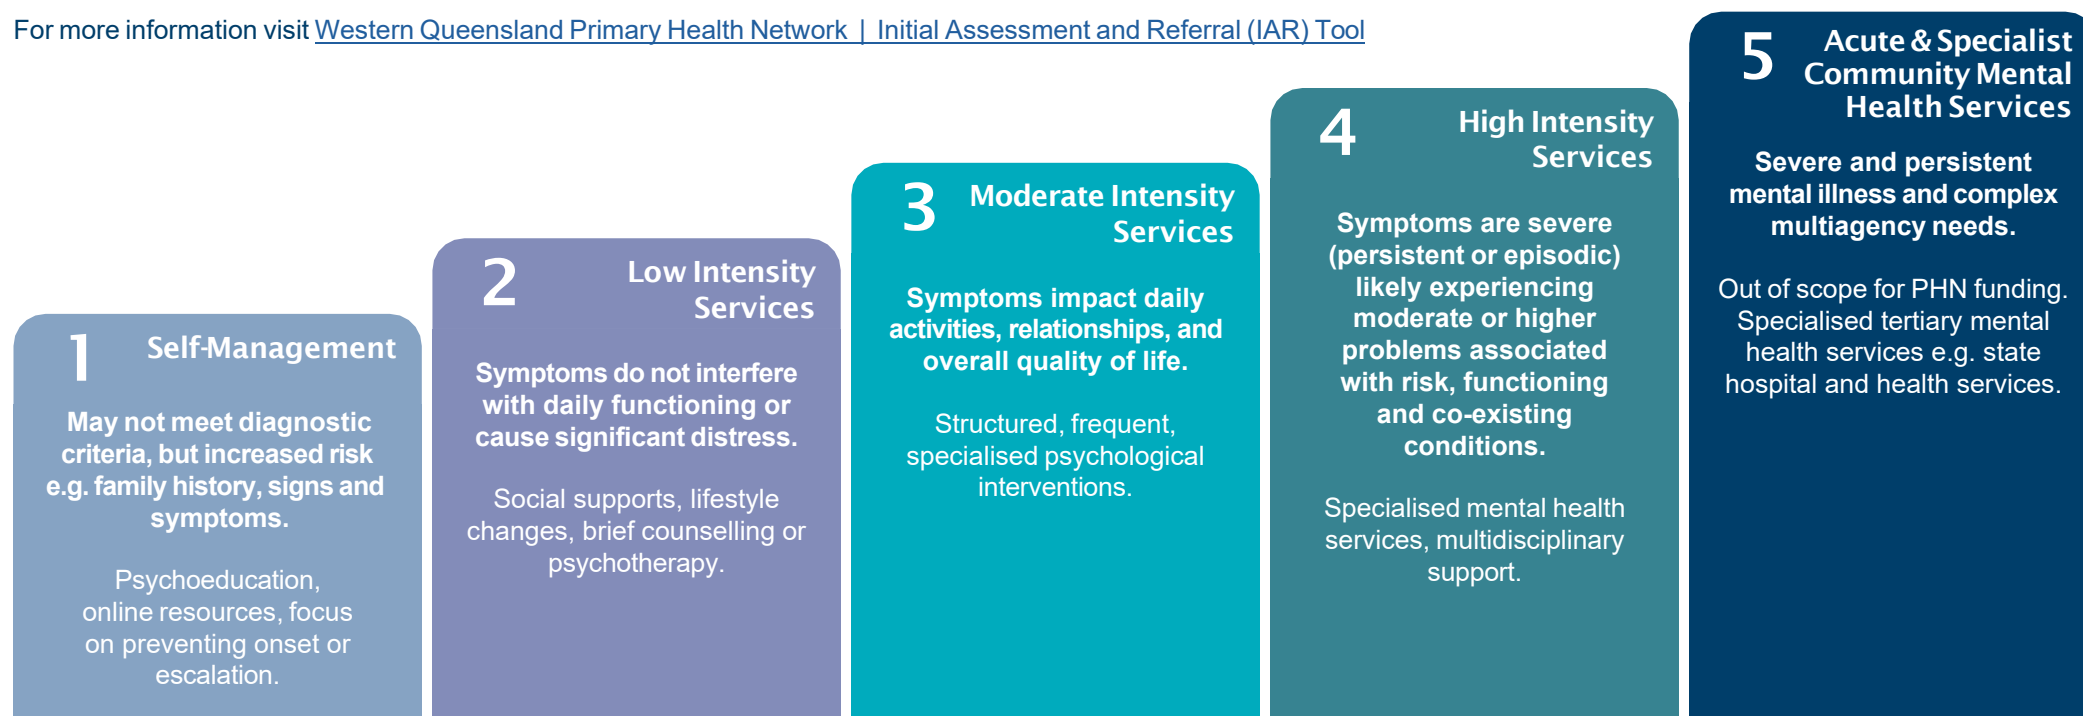 For more information visit Western Queensland Primary Health Network | Initial Assessment and Referral (IAR) Tool
1 Self-Management
May not meet diagnostic
criteria, but increased risk
e.g. family history, signs and
symptoms.
Psychoeducation,
online resources, focus
on preventing onset or
escalation.
2 Low Intensity
Services
Symptoms do not interfere
with daily functioning or
cause significant distress.
Social supports, lifestyle
changes, brief counselling or
psychotherapy.
3 Moderate Intensity
Services
Symptoms impact daily
activities, relationships, and
overall quality of life.
Structured, frequent,
specialised psychological
interventions.
4 High Intensity
Services
Symptoms are severe
(persistent or episodic)
likely experiencing
moderate or higher
problems associated
with risk, functioning
and co-existing
conditions.
Specialised mental health
services, multidisciplinary
support.
5 Acute & Specialist
Community Mental
Health Services
Severe and persistent
mental illness and complex
multiagency needs.
Out of scope for PHN funding.
Specialised tertiary mental
health services e.g. state
hospital and health services.